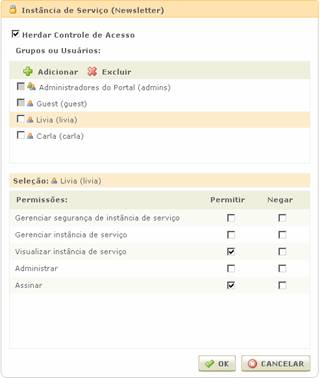 Instância de Serviço (Newsletter)
Herdar Controle de Acesso
Grupos ou Usuários:
Adicionar Excluir
Administradores do Portal (admins)
Guest (guest)
Livia (livia)
Carla (carla)
Seleção: Livia (livia)
Permissões: Permitir Negar
Gerenciar segurança de instância de serviço
Gerenciar instância de serviço
Visualizar instância de serviço
Administrar
Assinar
OK CANCELAR